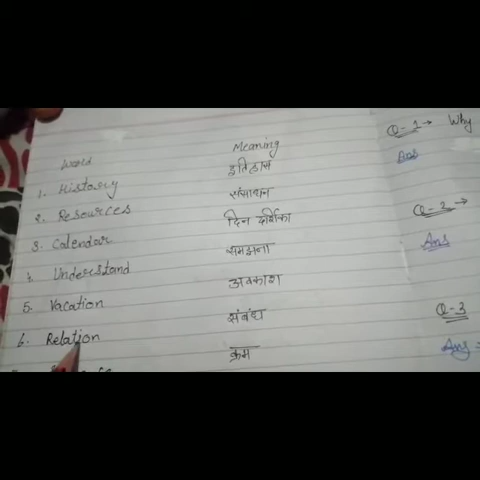 Word Meaning
1. History इतिहास
2. Resources संसाधन
3. Calendar दिन दर्शिका
4. Understand समझना
5. Vacation अवकाश
6. Relation संबंध
क्रम
Q-1→ Why
Ans
Q-2→
Ans
Q-3
Ans